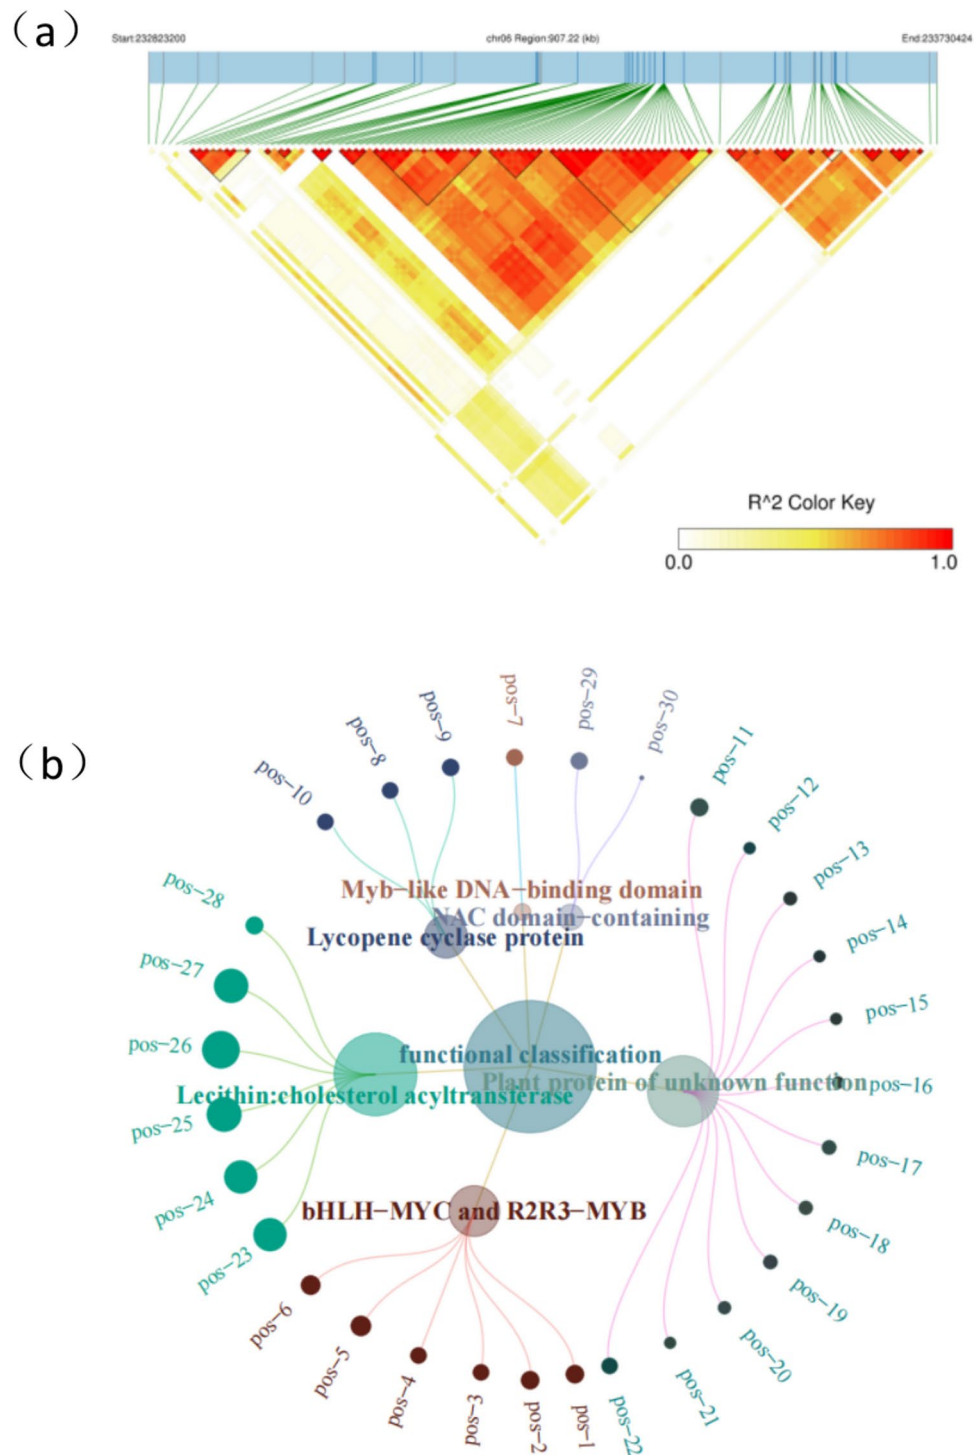 （a）
Start:232823200 chr06 Region:907.22 (kb) End:233730424
R^2 Color Key
0.0 1.0
（b）
pos−7
pos−29
pos−30
pos−9
pos−8
pos−10
pos−11
pos−12
pos−13
pos−14
pos−15
pos−16
pos−17
pos−18
pos−19
pos−20
pos−21
pos−22
pos−28
pos−27
pos−26
pos−25
pos−24
pos−23
Myb−like DNA−binding domain
NAC domain−containing
Lycopene cyclase protein
functional classification
Plant protein of unknown function
Lecithin:cholesterol acyltransferase
bHLH−MYC and R2R3−MYB
pos−6
pos−5
pos−4
pos−3
pos−2
pos−1